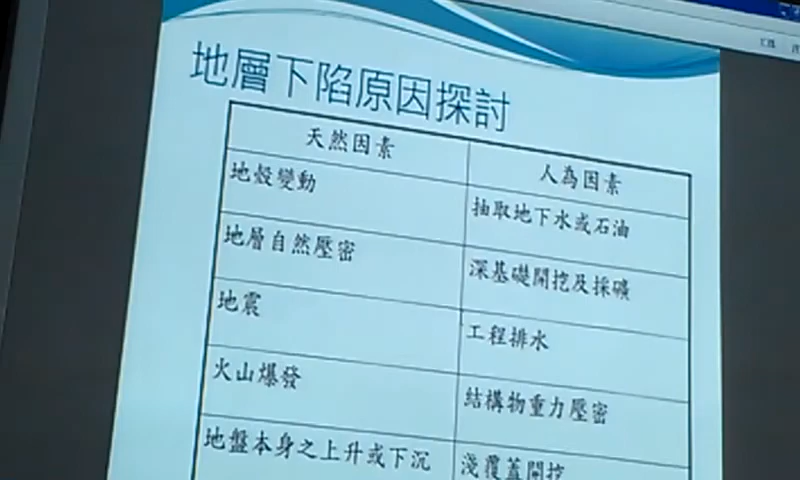 地層下陷原因探討
天然因素 人為因素
地殼變動 抽取地下水或石油
地層自然壓密 深基礎開挖及採礦
地震 工程排水
火山爆發 結構物重力壓密
地盤本身之上升或下沉 淺覆蓋開挖